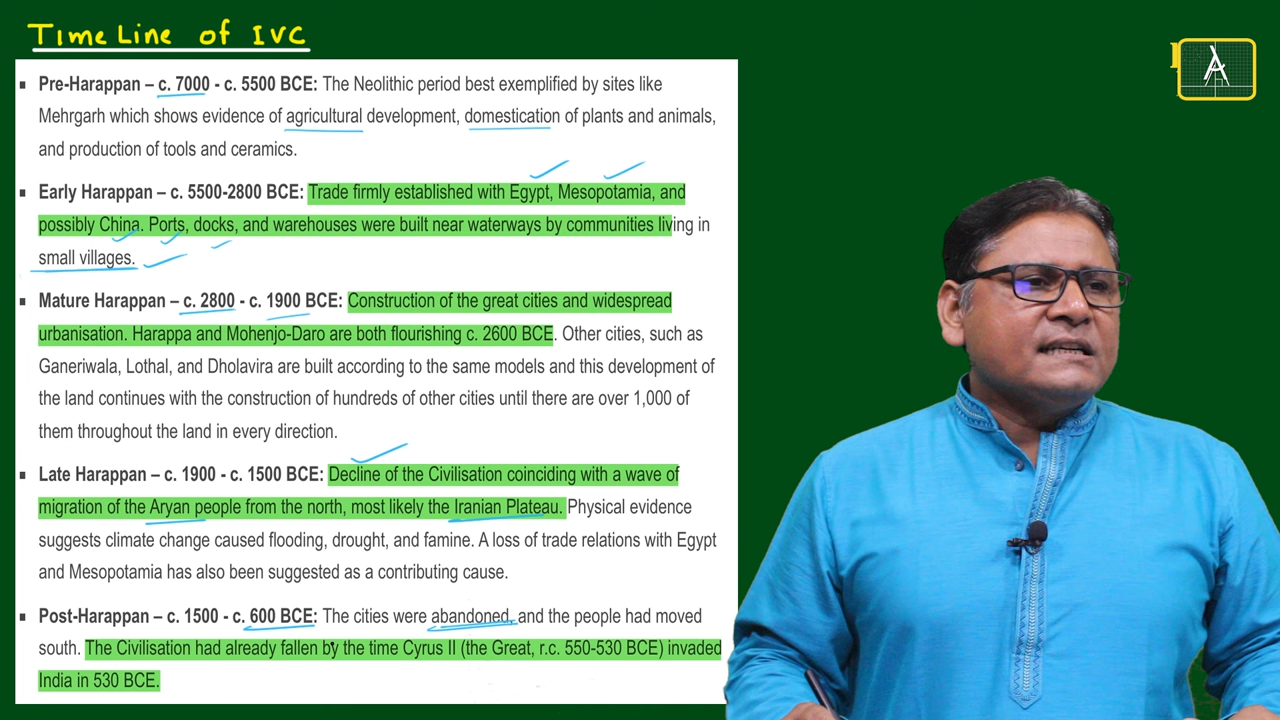 Time Line of IVC
▪ Pre-Harappan – c. 7000 - c. 5500 BCE: The Neolithic period best exemplified by sites like
Mehrgarh which shows evidence of agricultural development, domestication of plants and animals,
and production of tools and ceramics.
▪ Early Harappan – c. 5500-2800 BCE: Trade firmly established with Egypt, Mesopotamia, and
possibly China. Ports, docks, and warehouses were built near waterways by communities living in
small villages.
▪ Mature Harappan – c. 2800 - c. 1900 BCE: Construction of the great cities and widespread
urbanisation. Harappa and Mohenjo-Daro are both flourishing c. 2600 BCE. Other cities, such as
Ganeriwala, Lothal, and Dholavira are built according to the same models and this development of
the land continues with the construction of hundreds of other cities until there are over 1,000 of
them throughout the land in every direction.
▪ Late Harappan – c. 1900 - c. 1500 BCE: Decline of the Civilisation coinciding with a wave of
migration of the Aryan people from the north, most likely the Iranian Plateau. Physical evidence
suggests climate change caused flooding, drought, and famine. A loss of trade relations with Egypt
and Mesopotamia has also been suggested as a contributing cause.
▪ Post-Harappan – c. 1500 - c. 600 BCE: The cities were abandoned, and the people had moved
south. The Civilisation had already fallen by the time Cyrus II (the Great, r.c. 550-530 BCE) invaded
India in 530 BCE.